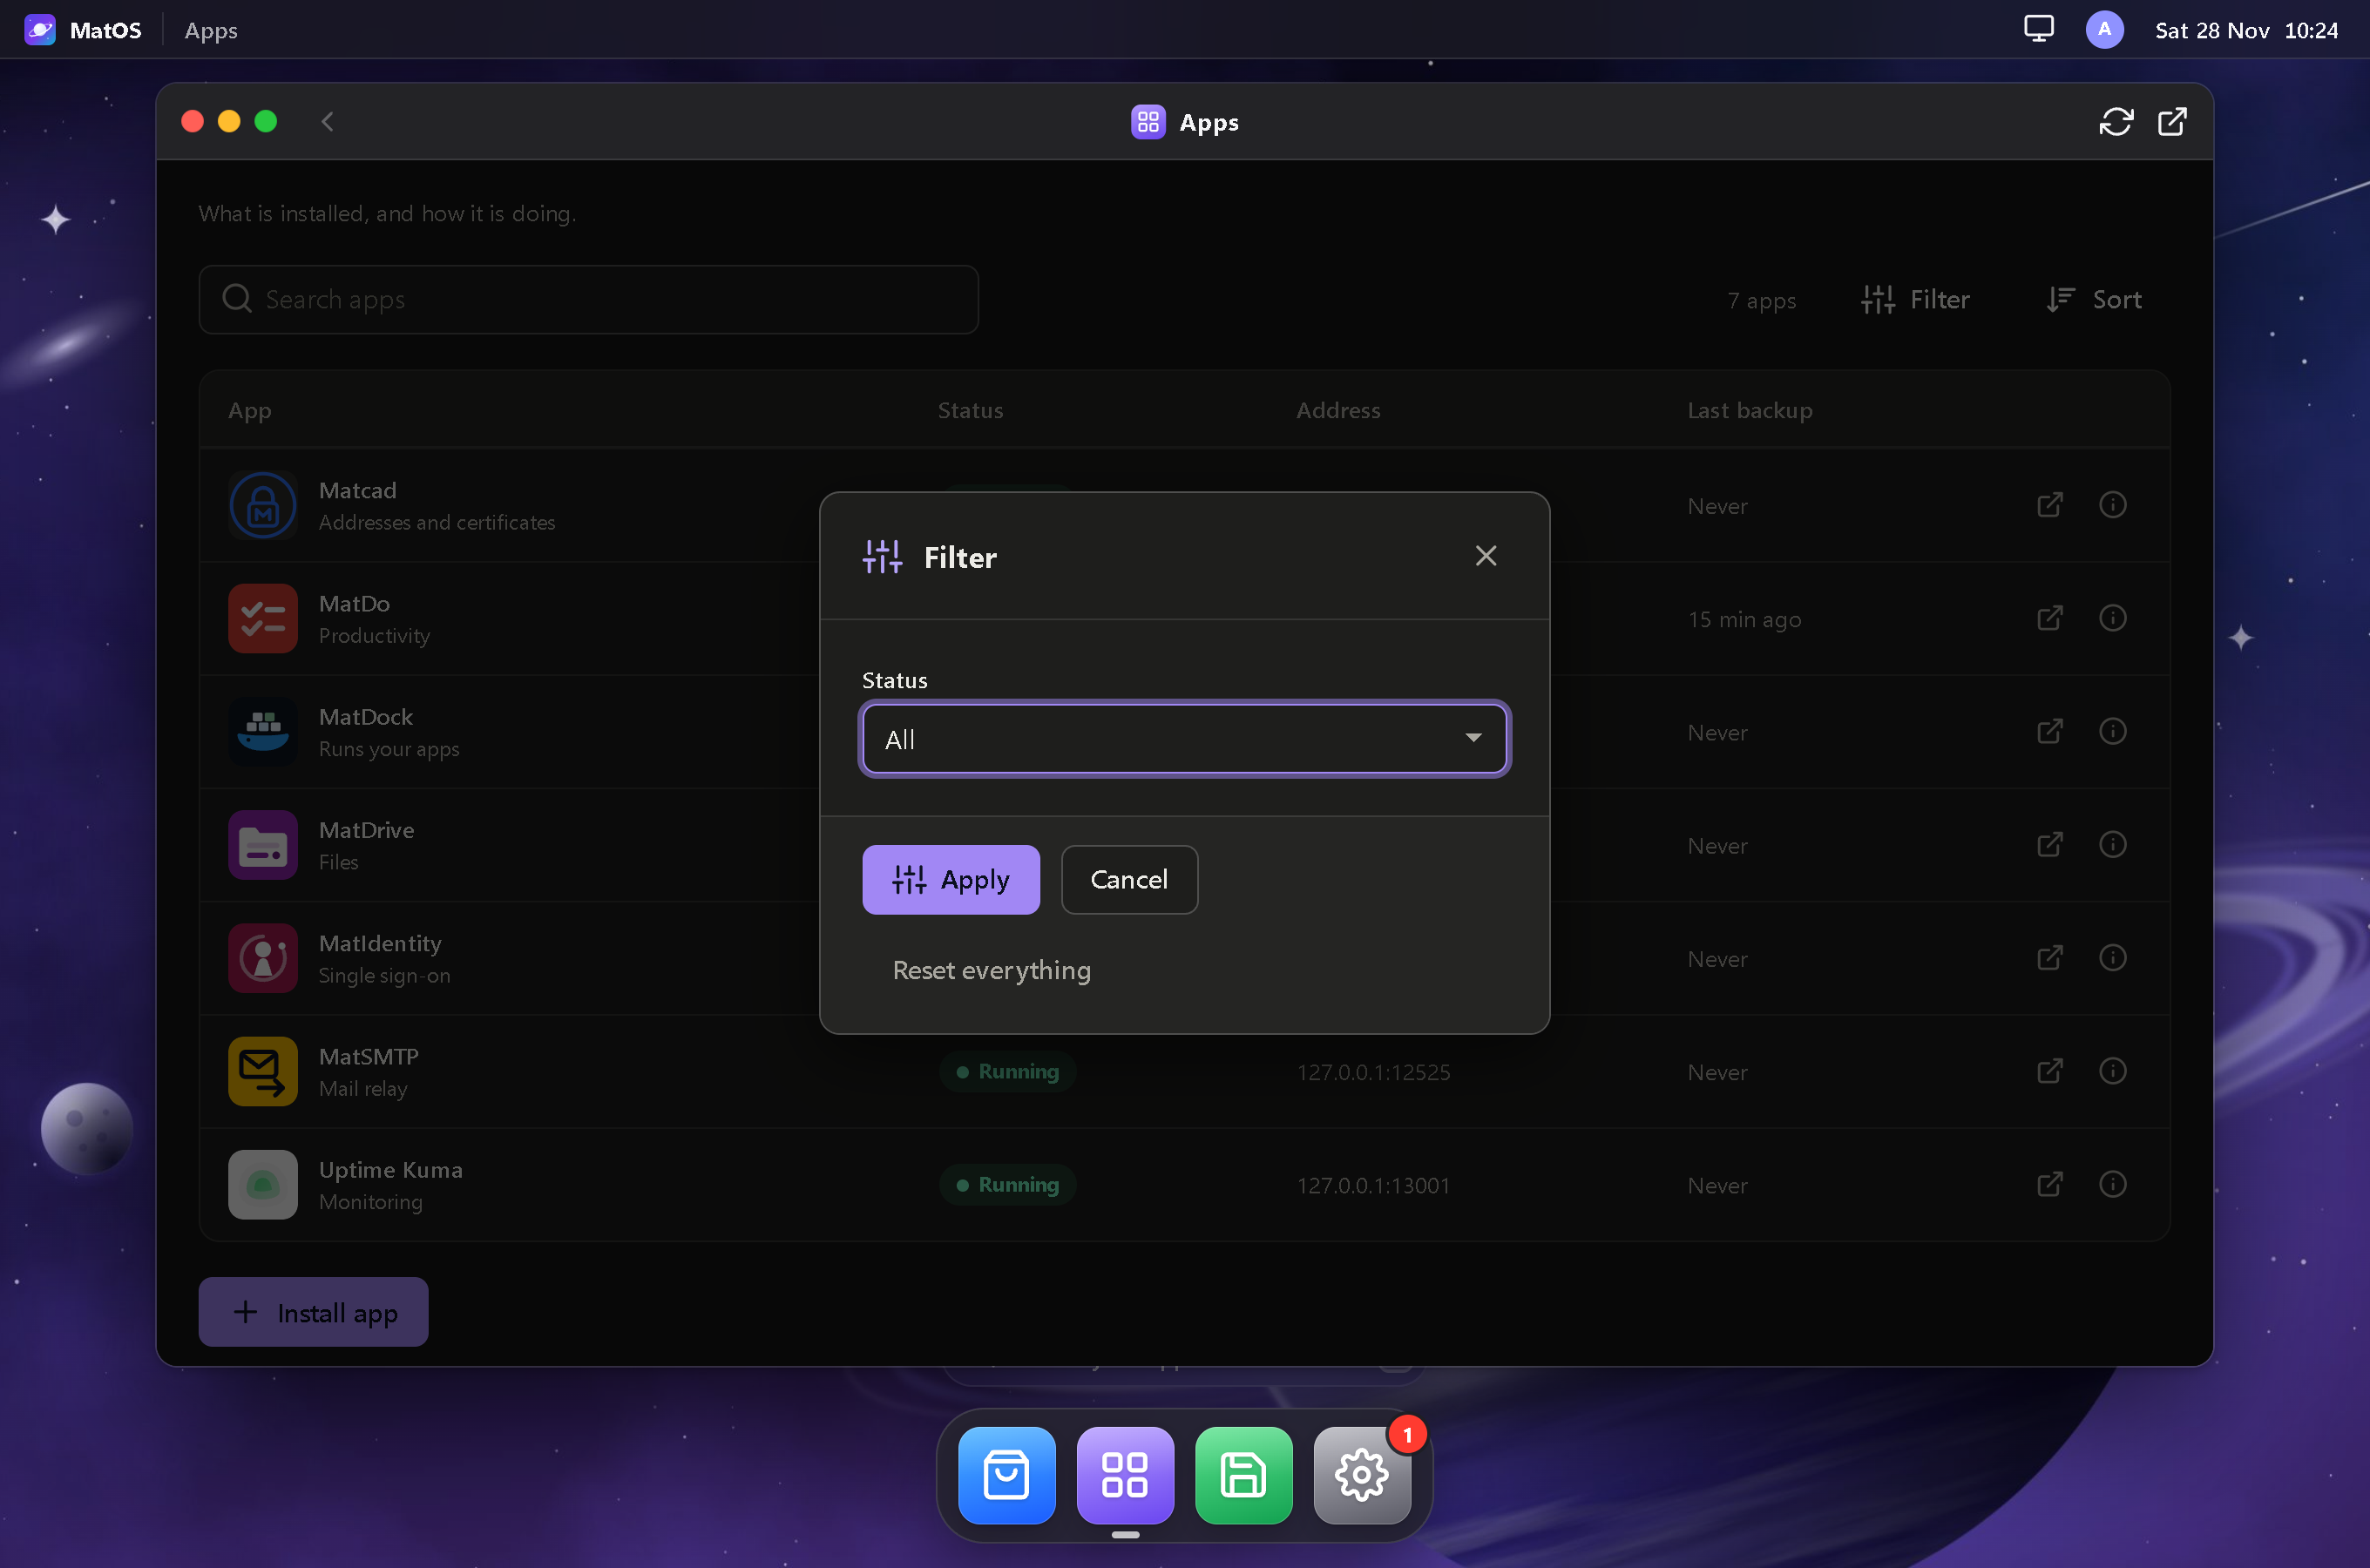 MatOS
Apps
A
Sat 28 Nov 10:24
Apps
What is installed, and how it is doing.
Search apps
7 apps
Filter
Sort
App
Status
Address
Last backup
Matcad
Addresses and certificates
Never
MatDo
Productivity
15 min ago
MatDock
Runs your apps
Never
MatDrive
Files
Never
MatIdentity
Single sign-on
Never
MatSMTP
Mail relay
Running
127.0.0.1:12525
Never
Uptime Kuma
Monitoring
Running
127.0.0.1:13001
Never
Install app
Filter
Status
All
Apply
Cancel
Reset everything
1